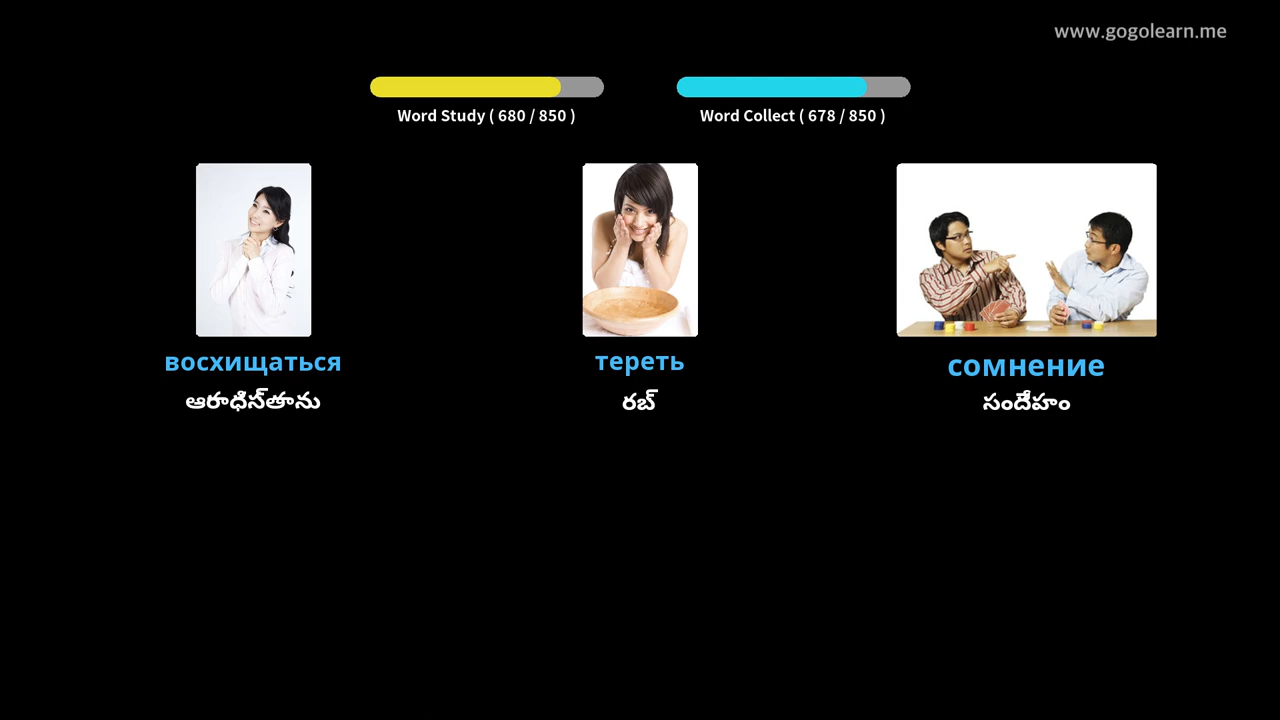 www.gogolearn.me
Word Study ( 680 / 850 )
Word Collect ( 678 / 850 )
восхищаться
тереть
сомнение
ఆరాధిస్తాను
రబ్
సందేహం